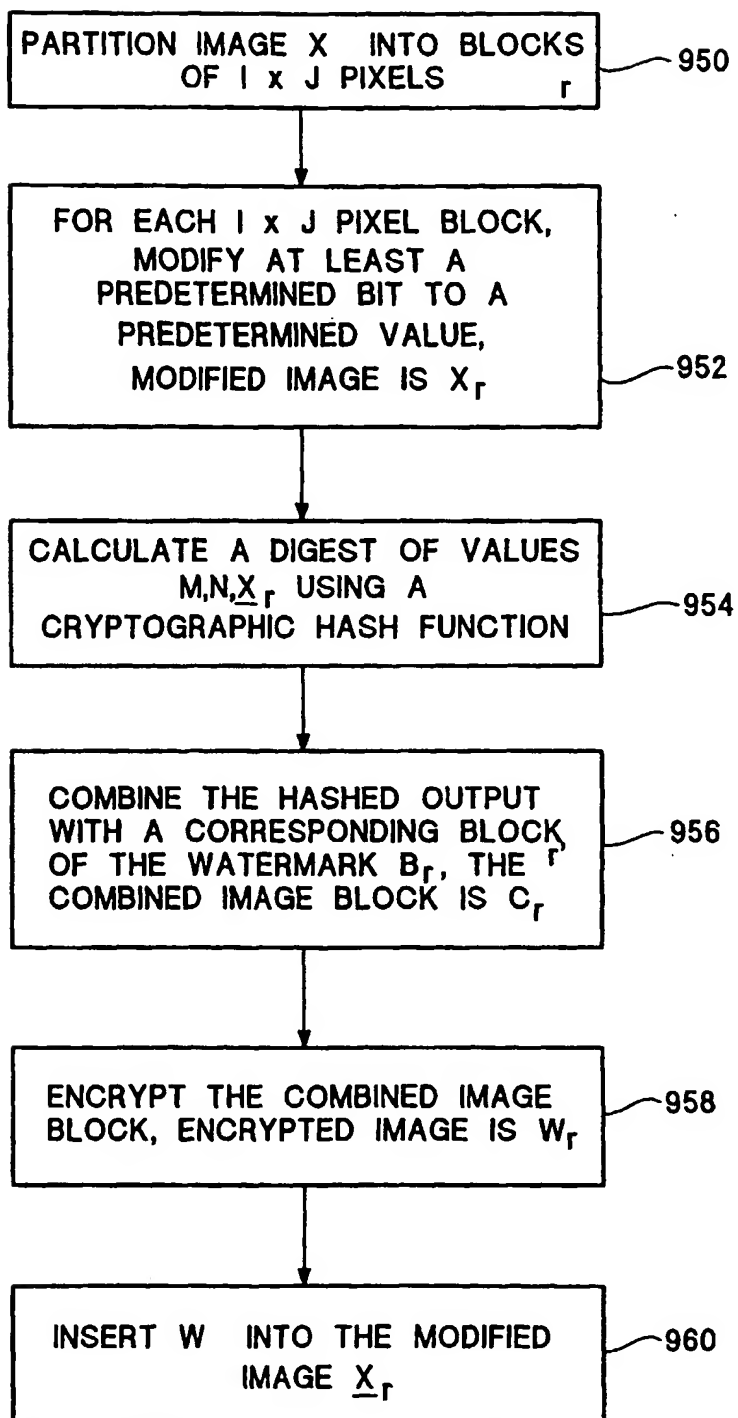 PARTITION IMAGE X INTO BLOCKS
OF I x J PIXELS r
950
FOR EACH I x J PIXEL BLOCK,
MODIFY AT LEAST A
PREDETERMINED BIT TO A
PREDETERMINED VALUE,
MODIFIED IMAGE IS Xr
952
CALCULATE A DIGEST OF VALUES
M,N,Xr USING A
CRYPTOGRAPHIC HASH FUNCTION
954
COMBINE THE HASHED OUTPUT
WITH A CORRESPONDING BLOCK
OF THE WATERMARK Br, THE r
COMBINED IMAGE BLOCK IS Cr
956
ENCRYPT THE COMBINED IMAGE
BLOCK, ENCRYPTED IMAGE IS Wr
958
INSERT W INTO THE MODIFIED
IMAGE Xr
960